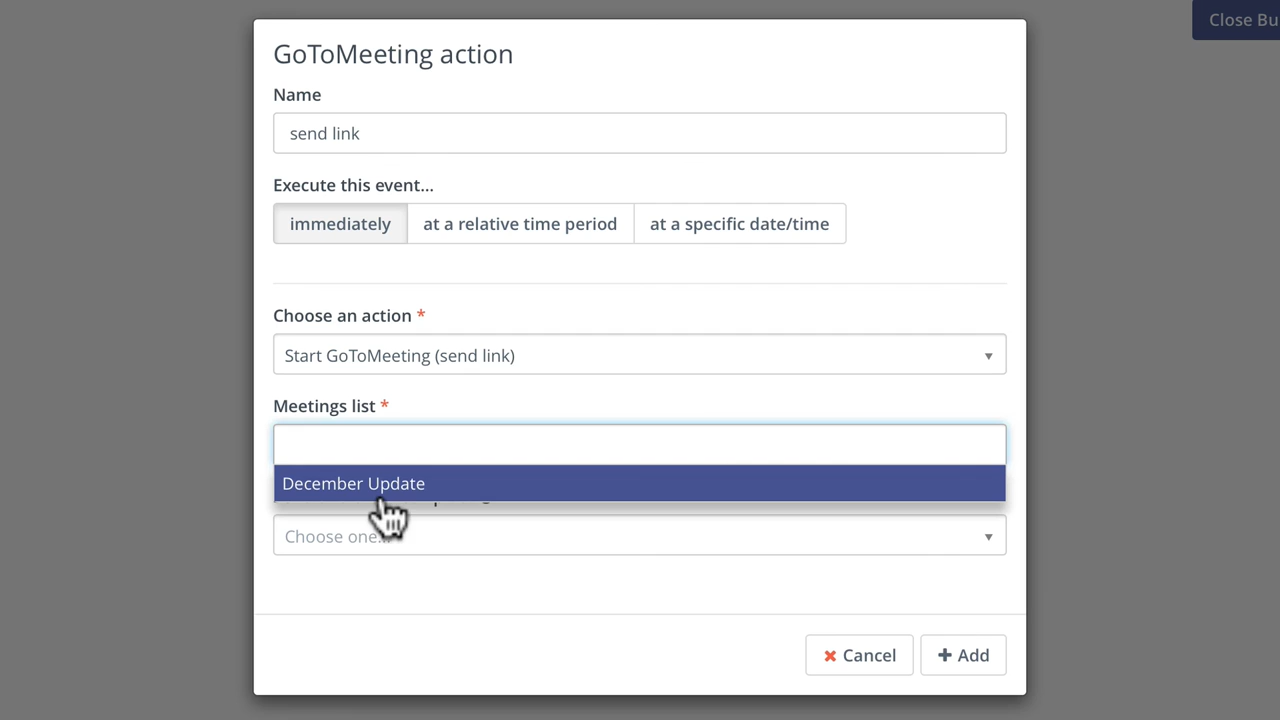 Close Bu
GoToMeeting action
Name
send link
Execute this event...
immediately
at a relative time period
at a specific date/time
Choose an action *
Start GoToMeeting (send link)
Meetings list *
December Update
Choose one...
Cancel
Add